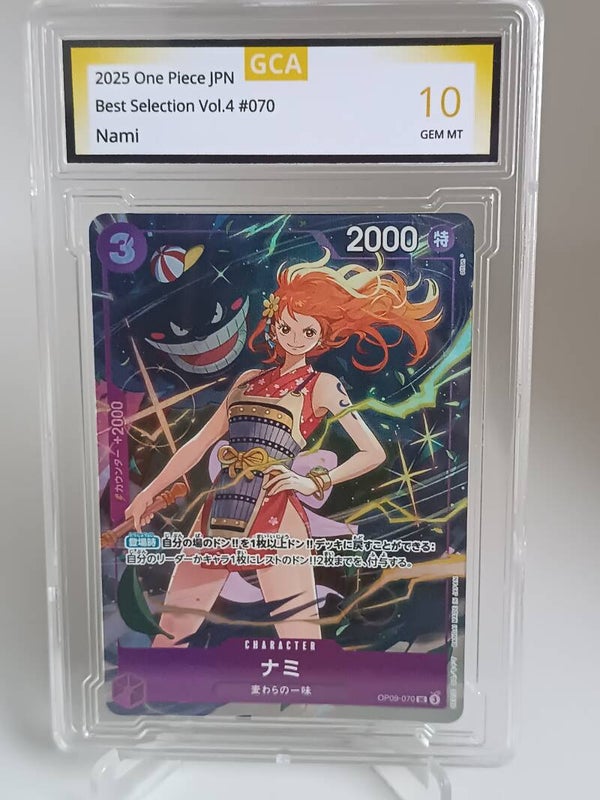 GCA
2025 One Piece JPN
Best Selection Vol.4 #070
Nami
10
GEM MT
3
2000 特
カウンター +2000
登場時 自分の場のドン!!を1枚以上ドン!!デッキに戻すことができる:
自分のリーダーかキャラ1枚にレストのドン!!2枚までを、付与する。
CHARACTER
ナミ
麦わらの一味
OP09-070 UC 3